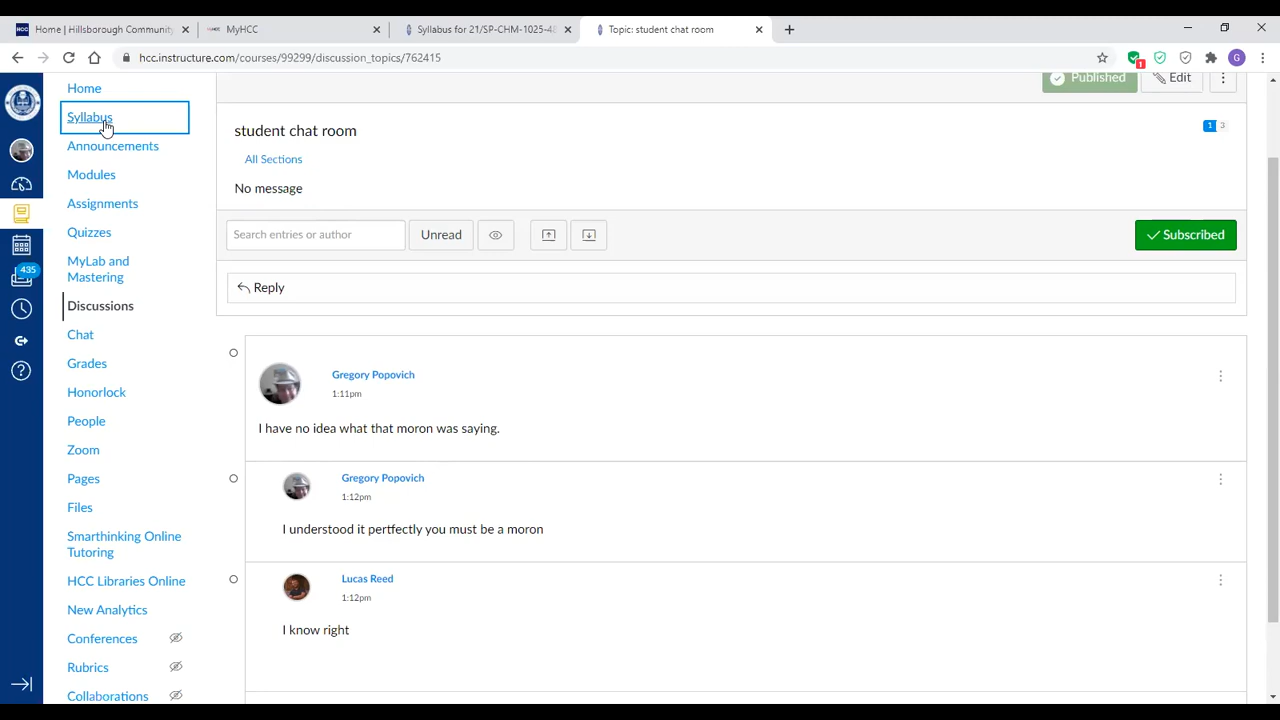 Home | Hillsborough Community
MyHCC
Syllabus for 21/SP-CHM-1025-48
Topic: student chat room
hcc.instructure.com/courses/99299/discussion_topics/762415
1
G
Home
Syllabus
Announcements
Modules
Assignments
Quizzes
MyLab and
Mastering
Discussions
Chat
Grades
Honorlock
People
Zoom
Pages
Files
Smarthinking Online
Tutoring
HCC Libraries Online
New Analytics
Conferences
Rubrics
Collaborations
435
Published
Edit
student chat room
1 3
All Sections
No message
Search entries or author
Unread
Subscribed
Reply
Gregory Popovich
1:11pm
I have no idea what that moron was saying.
Gregory Popovich
1:12pm
I understood it pertfectly you must be a moron
Lucas Reed
1:12pm
I know right